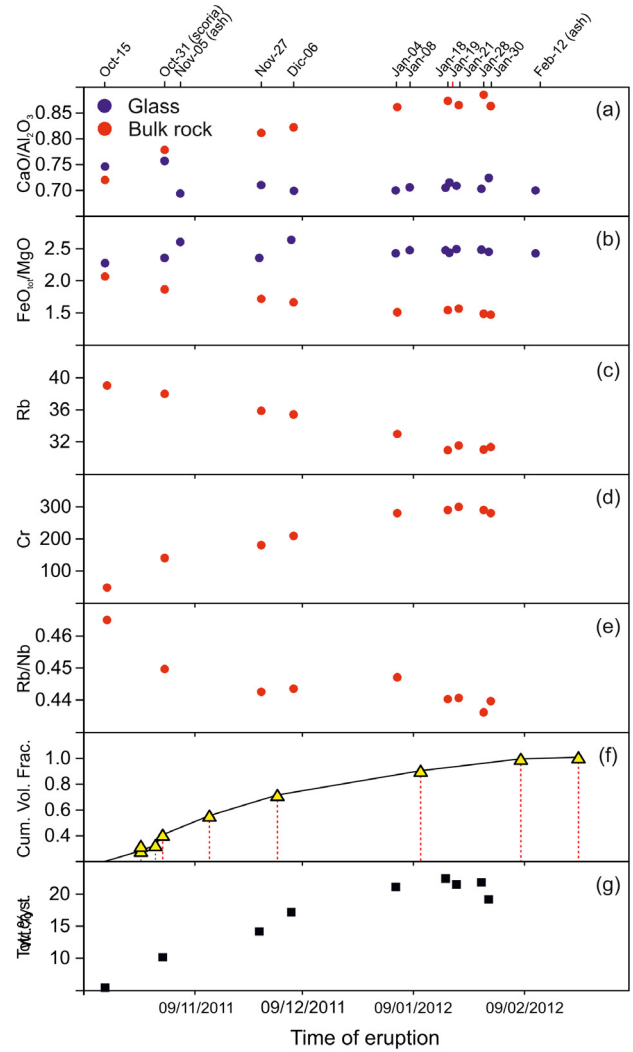 Oct-15
Oct-31 (scoria)
Nov-05 (ash)
Nov-27
Dic-06
Jan-04
Jan-08
Jan-18
Jan-19
Jan-21
Jan-28
Jan-30
Feb-12 (ash)
Glass
Bulk rock
(a)
CaO/Al2O3
0.85
0.80
0.75
0.70
(b)
FeOtot/MgO
2.5
2.0
1.5
(c)
Rb
40
36
32
(d)
Cr
300
200
100
(e)
Rb/Nb
0.46
0.45
0.44
(f)
Cum. Vol. Frac.
1.0
0.8
0.6
0.4
(g)
20
15
10
09/11/2011
09/12/2011
09/01/2012
09/02/2012
Time of eruption